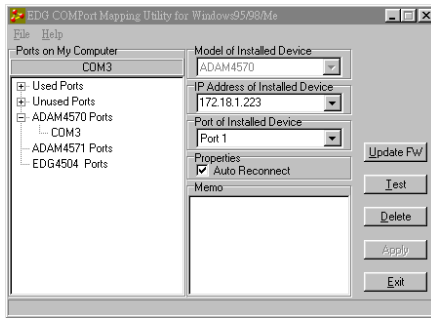 EDG COMPort Mapping Utility for Windows95/98/Me
File Help
Ports on My Computer
COM3
Used Ports
Unused Ports
ADAM4570 Ports
COM3
ADAM4571 Ports
EDG4504 Ports
Model of Installed Device
ADAM4570
IP Address of Installed Device
172.18.1.223
Port of Installed Device
Port 1
Properties
Auto Reconnect
Memo
Update FW
Test
Delete
Apply
Exit